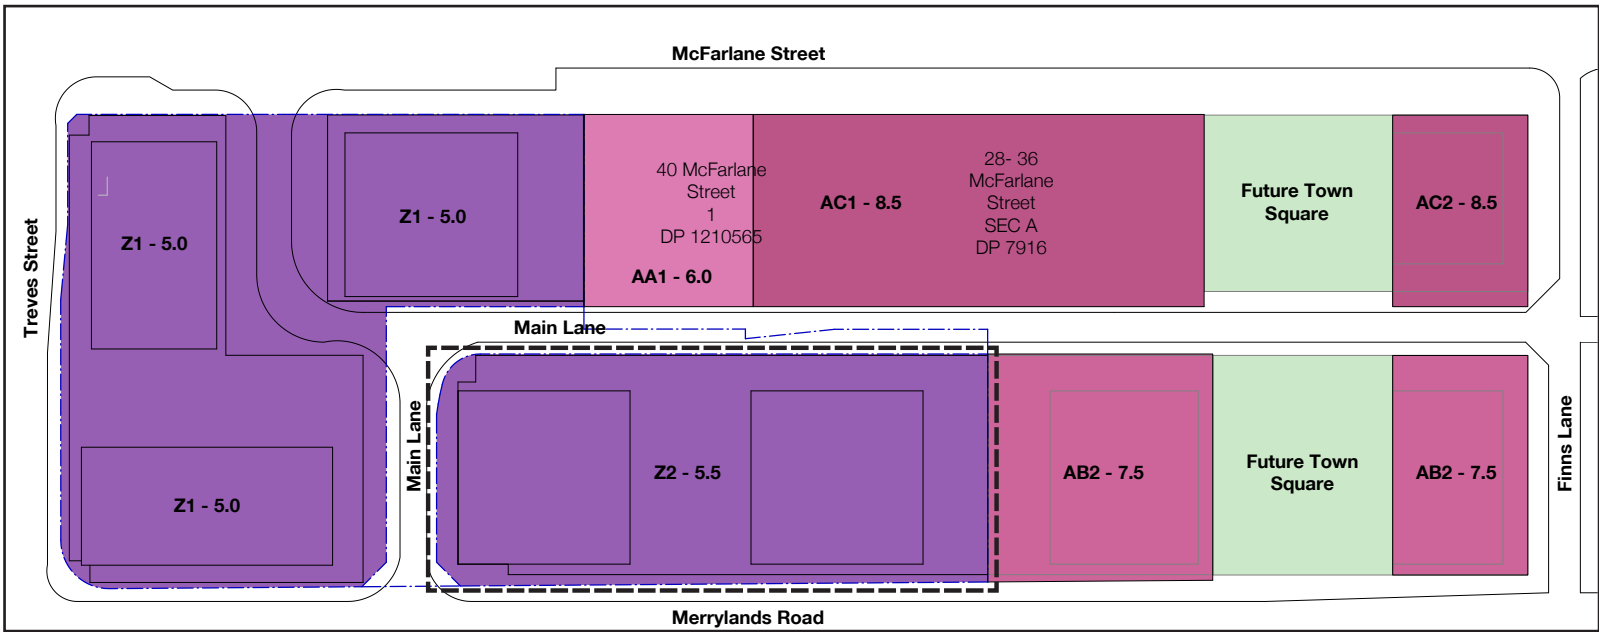 McFarlane Street
Treves Street
Z1 - 5.0
Z1 - 5.0
40 McFarlane
Street
1
DP 1210565
AA1 - 6.0
AC1 - 8.5
28- 36
McFarlane
Street
SEC A
DP 7916
Future Town
Square
AC2 - 8.5
Main Lane
Main Lane
Z1 - 5.0
Z2 - 5.5
AB2 - 7.5
Future Town
Square
AB2 - 7.5
Finns Lane
Merrylands Road